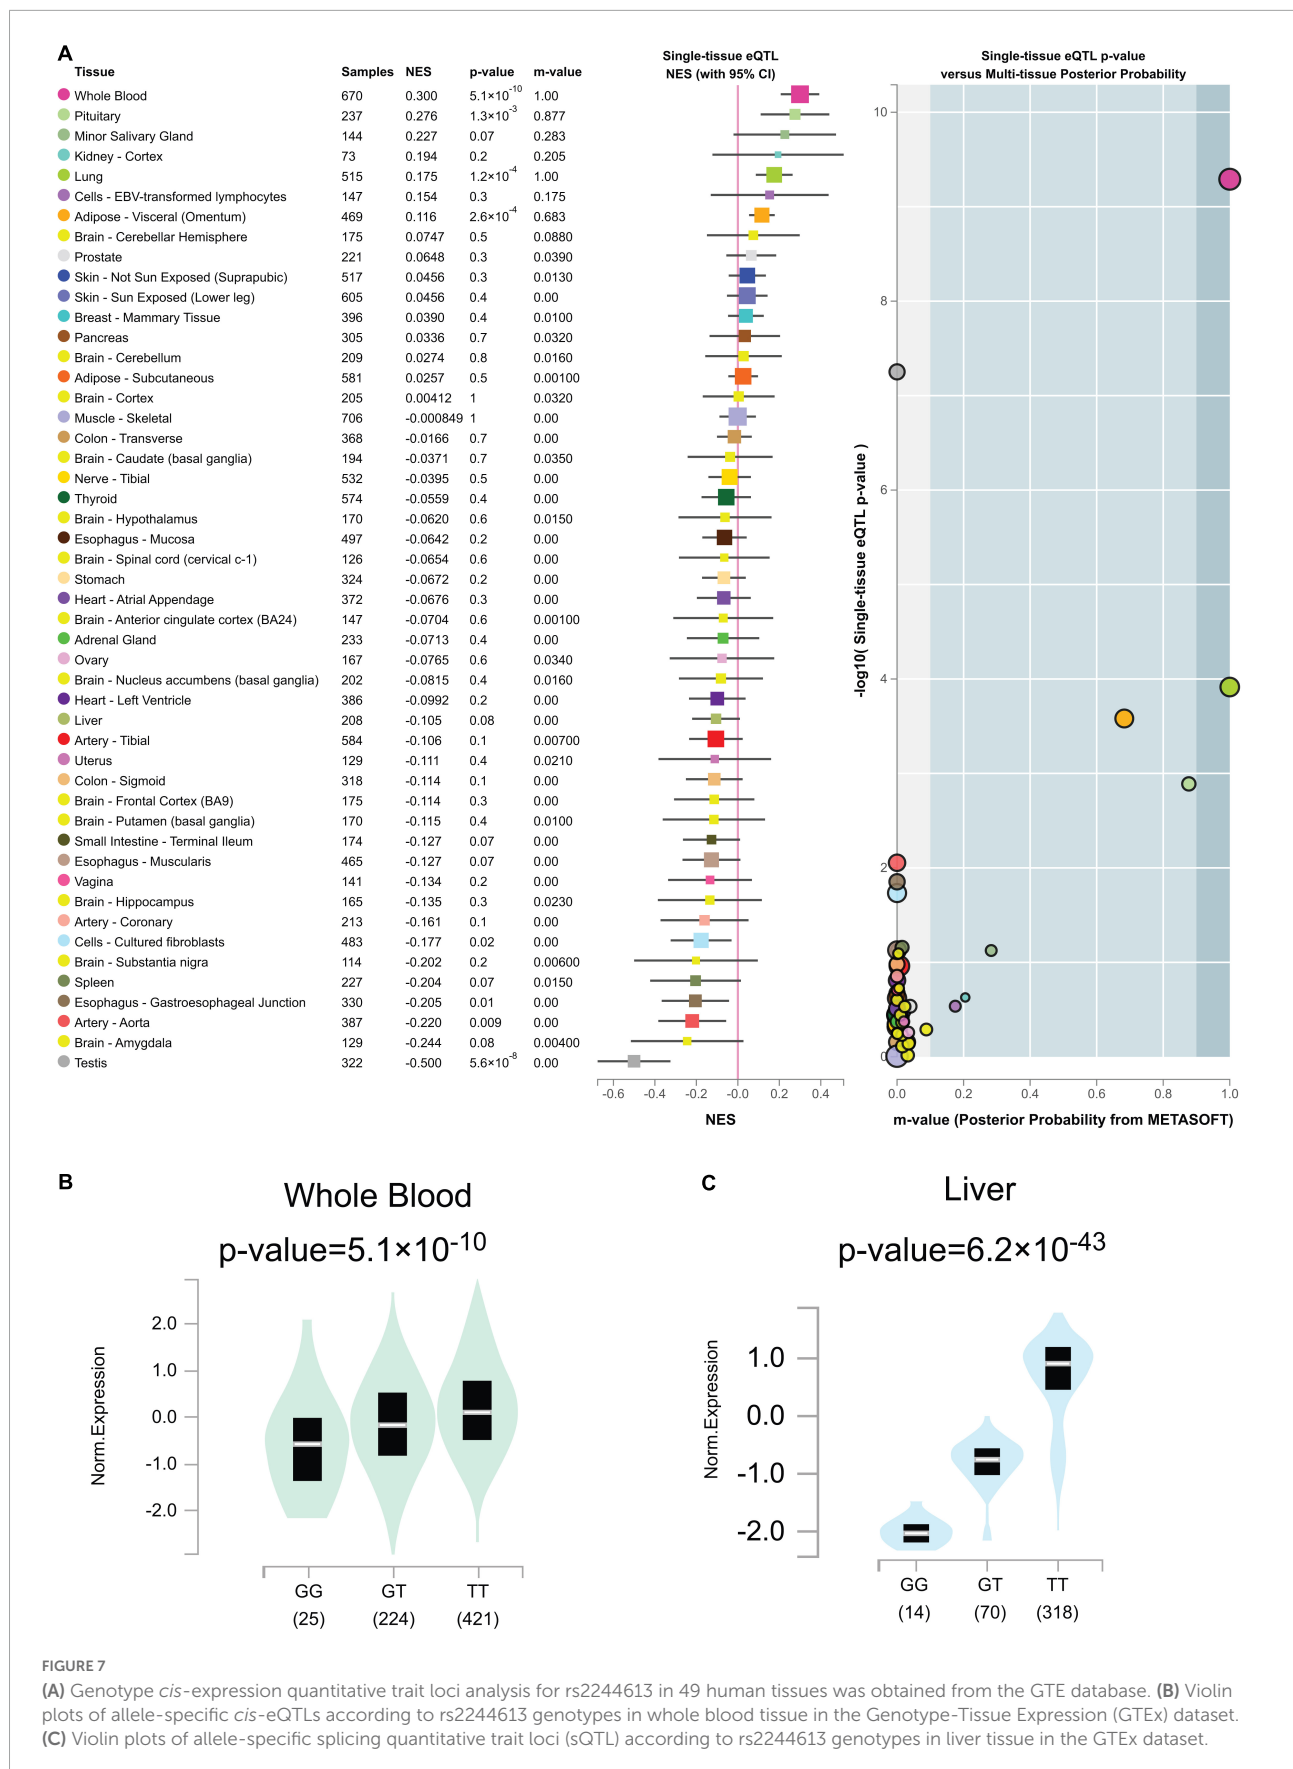 A
Tissue Samples NES p-value m-value
Whole Blood 670 0.300 5.1×10-10 1.00
Pituitary 237 0.276 1.3×10-3 0.877
Minor Salivary Gland 144 0.227 0.07 0.283
Kidney - Cortex 73 0.194 0.2 0.205
Lung 515 0.175 1.2×10-4 1.00
Cells - EBV-transformed lymphocytes 147 0.154 0.3 0.175
Adipose - Visceral (Omentum) 469 0.116 2.6×10-4 0.683
Brain - Cerebellar Hemisphere 175 0.0747 0.5 0.0880
Prostate 221 0.0648 0.3 0.0390
Skin - Not Sun Exposed (Suprapubic) 517 0.0456 0.3 0.0130
Skin - Sun Exposed (Lower leg) 605 0.0456 0.4 0.00
Breast - Mammary Tissue 396 0.0390 0.4 0.0100
Pancreas 305 0.0336 0.7 0.0320
Brain - Cerebellum 209 0.0274 0.8 0.0160
Adipose - Subcutaneous 581 0.0257 0.5 0.00100
Brain - Cortex 205 0.00412 1 0.0320
Muscle - Skeletal 706 -0.000849 1 0.00
Colon - Transverse 368 -0.0166 0.7 0.00
Brain - Caudate (basal ganglia) 194 -0.0371 0.7 0.0350
Nerve - Tibial 532 -0.0395 0.5 0.00
Thyroid 574 -0.0559 0.4 0.00
Brain - Hypothalamus 170 -0.0620 0.6 0.0150
Esophagus - Mucosa 497 -0.0642 0.2 0.00
Brain - Spinal cord (cervical c-1) 126 -0.0654 0.6 0.00
Stomach 324 -0.0672 0.2 0.00
Heart - Atrial Appendage 372 -0.0676 0.3 0.00
Brain - Anterior cingulate cortex (BA24) 147 -0.0704 0.6 0.00100
Adrenal Gland 233 -0.0713 0.4 0.00
Ovary 167 -0.0765 0.6 0.0340
Brain - Nucleus accumbens (basal ganglia) 202 -0.0815 0.4 0.0160
Heart - Left Ventricle 386 -0.0992 0.2 0.00
Liver 208 -0.105 0.08 0.00
Artery - Tibial 584 -0.106 0.1 0.00700
Uterus 129 -0.111 0.4 0.0210
Colon - Sigmoid 318 -0.114 0.1 0.00
Brain - Frontal Cortex (BA9) 175 -0.114 0.3 0.00
Brain - Putamen (basal ganglia) 170 -0.115 0.4 0.0100
Small Intestine - Terminal Ileum 174 -0.127 0.07 0.00
Esophagus - Muscularis 465 -0.127 0.07 0.00
Vagina 141 -0.134 0.2 0.00
Brain - Hippocampus 165 -0.135 0.3 0.0230
Artery - Coronary 213 -0.161 0.1 0.00
Cells - Cultured fibroblasts 483 -0.177 0.02 0.00
Brain - Substantia nigra 114 -0.202 0.2 0.00600
Spleen 227 -0.204 0.07 0.0150
Esophagus - Gastroesophageal Junction 330 -0.205 0.01 0.00
Artery - Aorta 387 -0.220 0.009 0.00
Brain - Amygdala 129 -0.244 0.08 0.00400
Testis 322 -0.500 5.6×10-8 0.00
Single-tissue eQTL
NES (with 95% CI)
-0.6 -0.4 -0.2 -0.0 0.2 0.4
NES
Single-tissue eQTL p-value
versus Multi-tissue Posterior Probability
-log10( Single-tissue eQTL p-value )
10
8
6
4
2
0
0.0 0.2 0.4 0.6 0.8 1.0
m-value (Posterior Probability from METASOFT)
B
Whole Blood
p-value=5.1×10-10
Norm.Expression
2.0
1.0
0.0
-1.0
-2.0
GG GT TT
(25) (224) (421)
C
Liver
p-value=6.2×10-43
Norm.Expression
1.0
0.0
-1.0
-2.0
GG GT TT
(14) (70) (318)
FIGURE 7
(A) Genotype cis-expression quantitative trait loci analysis for rs2244613 in 49 human tissues was obtained from the GTE database. (B) Violin
plots of allele-specific cis-eQTLs according to rs2244613 genotypes in whole blood tissue in the Genotype-Tissue Expression (GTEx) dataset.
(C) Violin plots of allele-specific splicing quantitative trait loci (sQTL) according to rs2244613 genotypes in liver tissue in the GTEx dataset.